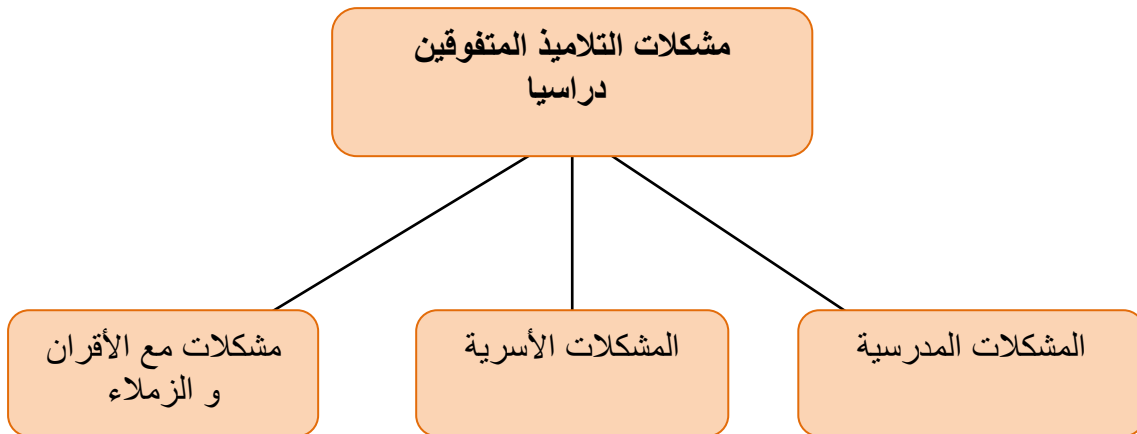 مشكلات التلاميذ المتفوقين
دراسيا
المشكلات المدرسية
المشكلات الأسرية
مشكلات مع الأقران
و الزملاء